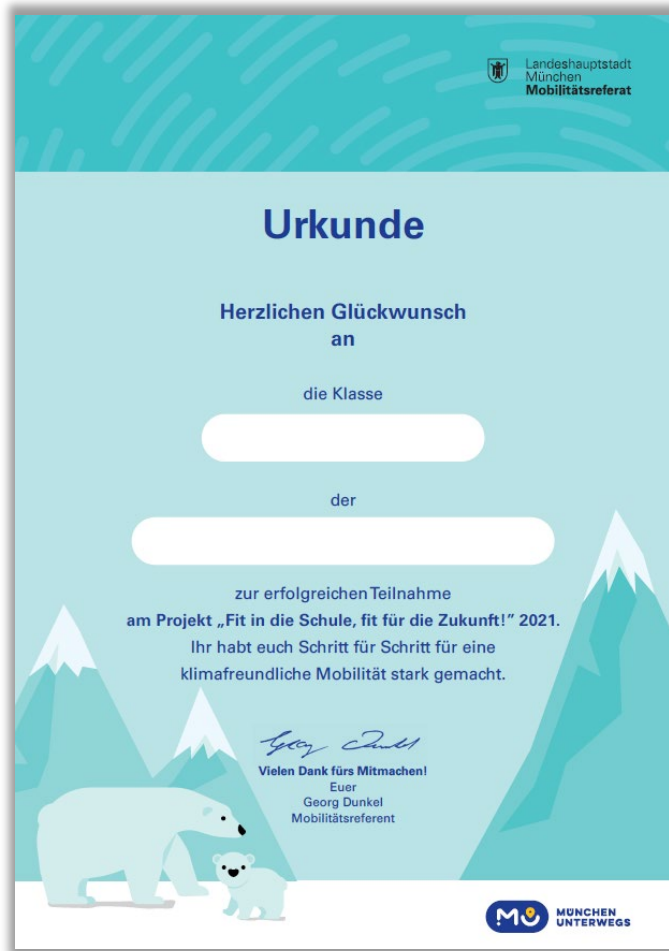 Landeshauptstadt
München
Mobilitätsreferat
Urkunde
Herzlichen Glückwunsch
an
die Klasse
der
zur erfolgreichen Teilnahme
am Projekt „Fit in die Schule, fit für die Zukunft!” 2021.
Ihr habt euch Schritt für Schritt für eine
klimafreundliche Mobilität stark gemacht.
Georg Dunkel
Vielen Dank fürs Mitmachen!
Euer
Georg Dunkel
Mobilitätsreferent
MÜNCHEN
UNTERWEGS